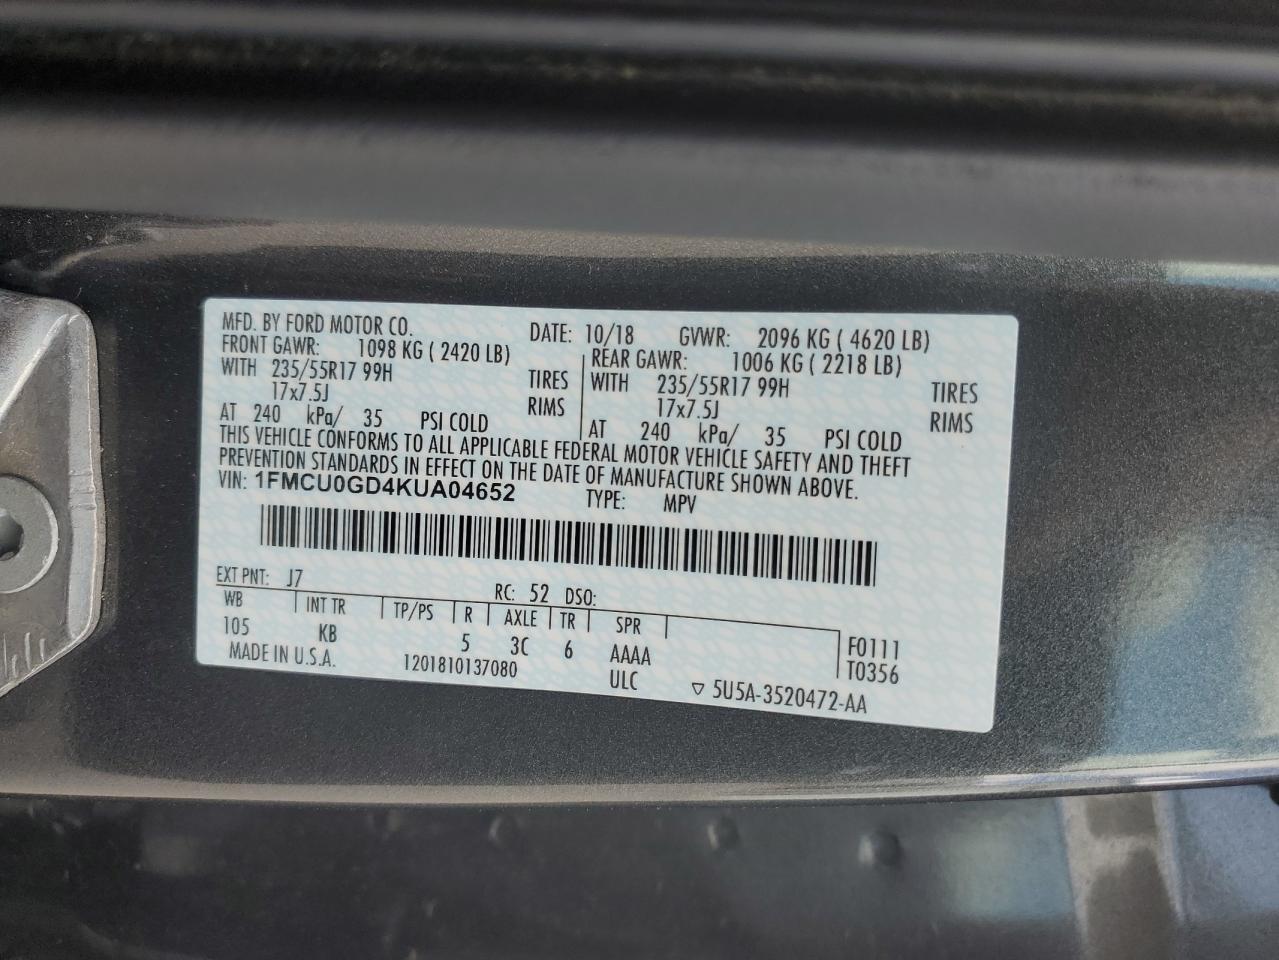 MFD. BY FORD MOTOR CO. DATE: 10/18 GVWR: 2096 KG ( 4620 LB)
FRONT GAWR: 1098 KG ( 2420 LB) REAR GAWR: 1006 KG ( 2218 LB)
WITH 235/55R17 99H TIRES WITH 235/55R17 99H TIRES
17x7.5J RIMS 17x7.5J RIMS
AT 240 kPa/ 35 PSI COLD AT 240 kPa/ 35 PSI COLD
THIS VEHICLE CONFORMS TO ALL APPLICABLE FEDERAL MOTOR VEHICLE SAFETY AND THEFT
PREVENTION STANDARDS IN EFFECT ON THE DATE OF MANUFACTURE SHOWN ABOVE.
VIN: 1FMCU0GD4KUA04652 TYPE: MPV
EXT PNT: J7 RC: 52 DSO:
WB INT TR TP/PS R AXLE TR SPR
105 KB 5 3C 6 AAAA F0111
MADE IN U.S.A. 1201810137080 ULC T0356
▽ 5U5A-3520472-AA